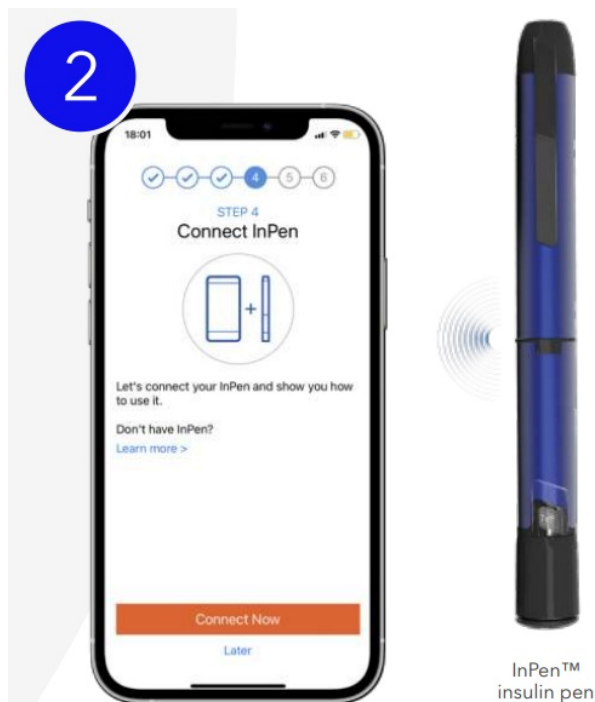 2
18:01
4
5
6
STEP 4
Connect InPen
+
Let's connect your InPen and show you how
to use it.
Don't have InPen?
Learn more >
Connect Now
Later
InPen™
insulin pen